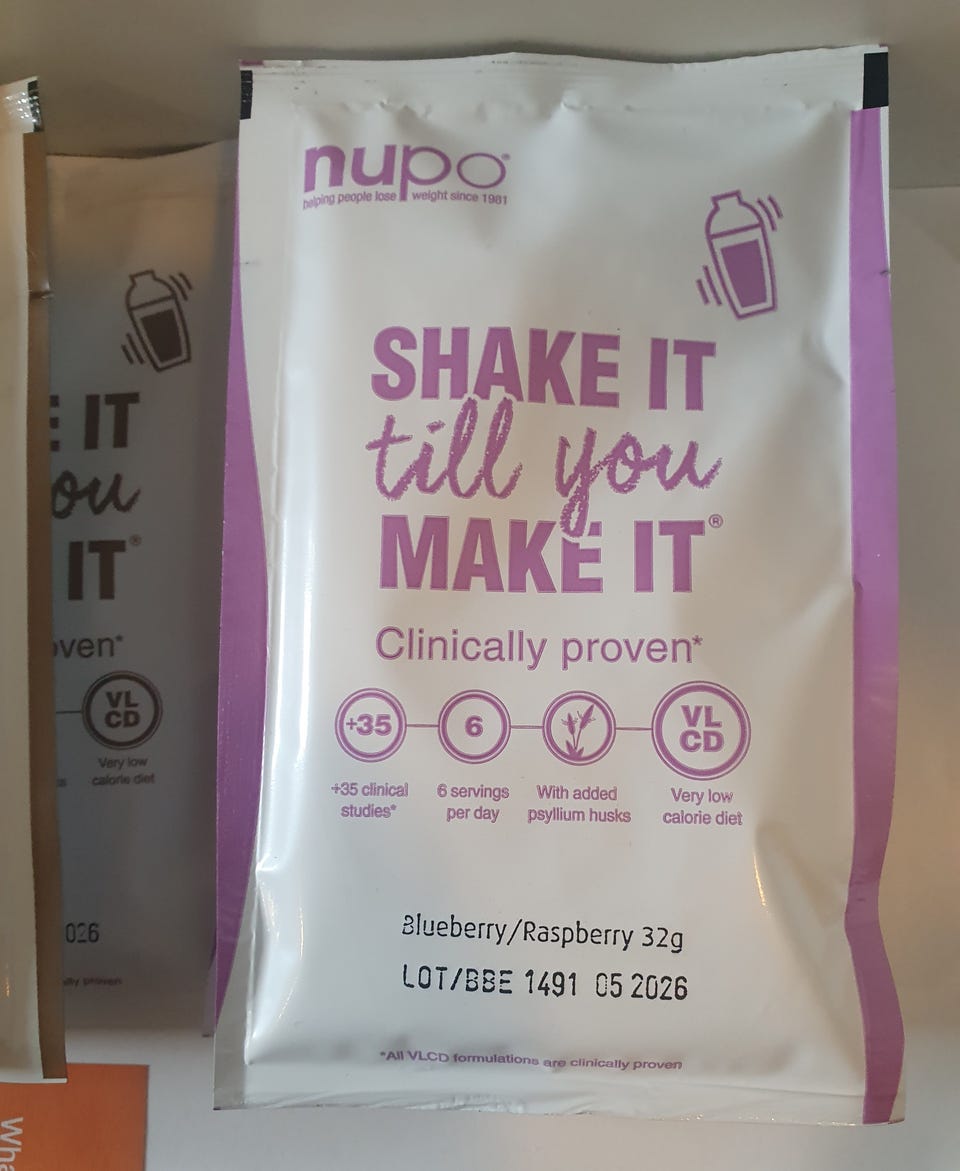 nupo®
helping people lose weight since 1981
SHAKE IT
till you
MAKE IT®
Clinically proven*
+35
6
VL
CD
+35 clinical
studies*
6 servings
per day
With added
psyllium husks
Very low
calorie diet
Blueberry/Raspberry 32g
LOT/BBE 1491 05 2026
*All VLCD formulations are clinically proven
IT
ou
IT®
ven*
VL
CD
Very low
calorie diet
026
proven